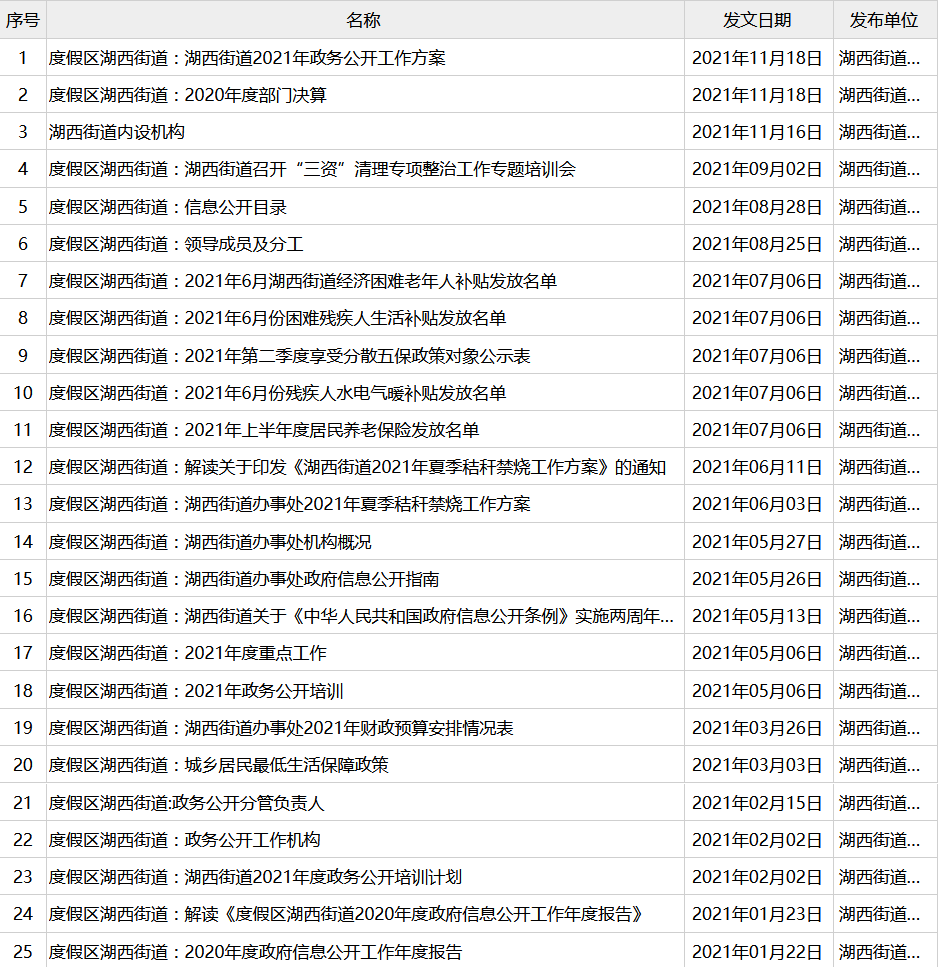 序号 名称 发文日期 发布单位
1 度假区湖西街道：湖西街道2021年政务公开工作方案 2021年11月18日 湖西街道...
2 度假区湖西街道：2020年度部门决算 2021年11月18日 湖西街道...
3 湖西街道内设机构 2021年11月16日 湖西街道...
4 度假区湖西街道：湖西街道召开“三资”清理专项整治工作专题培训会 2021年09月02日 湖西街道...
5 度假区湖西街道：信息公开目录 2021年08月28日 湖西街道...
6 度假区湖西街道：领导成员及分工 2021年08月25日 湖西街道...
7 度假区湖西街道：2021年6月湖西街道经济困难老年人补贴发放名单 2021年07月06日 湖西街道...
8 度假区湖西街道：2021年6月份困难残疾人生活补贴发放名单 2021年07月06日 湖西街道...
9 度假区湖西街道：2021年第二季度享受分散五保政策对象公示表 2021年07月06日 湖西街道...
10 度假区湖西街道：2021年6月份残疾人水电气暖补贴发放名单 2021年07月06日 湖西街道...
11 度假区湖西街道：2021年上半年度居民养老保险发放名单 2021年07月06日 湖西街道...
12 度假区湖西街道：解读关于印发《湖西街道2021年夏季秸秆禁烧工作方案》的通知 2021年06月11日 湖西街道...
13 度假区湖西街道：湖西街道办事处2021年夏季秸秆禁烧工作方案 2021年06月03日 湖西街道...
14 度假区湖西街道：湖西街道办事处机构概况 2021年05月27日 湖西街道...
15 度假区湖西街道：湖西街道办事处政府信息公开指南 2021年05月26日 湖西街道...
16 度假区湖西街道：湖西街道关于《中华人民共和国政府信息公开条例》实施两周年... 2021年05月13日 湖西街道...
17 度假区湖西街道：2021年度重点工作 2021年05月06日 湖西街道...
18 度假区湖西街道：2021年政务公开培训 2021年05月06日 湖西街道...
19 度假区湖西街道：湖西街道办事处2021年财政预算安排情况表 2021年03月26日 湖西街道...
20 度假区湖西街道：城乡居民最低生活保障政策 2021年03月03日 湖西街道...
21 度假区湖西街道:政务公开分管负责人 2021年02月15日 湖西街道...
22 度假区湖西街道：政务公开工作机构 2021年02月02日 湖西街道...
23 度假区湖西街道：湖西街道2021年度政务公开培训计划 2021年02月02日 湖西街道...
24 度假区湖西街道：解读《度假区湖西街道2020年度政府信息公开工作年度报告》 2021年01月23日 湖西街道...
25 度假区湖西街道：2020年度政府信息公开工作年度报告 2021年01月22日 湖西街道...